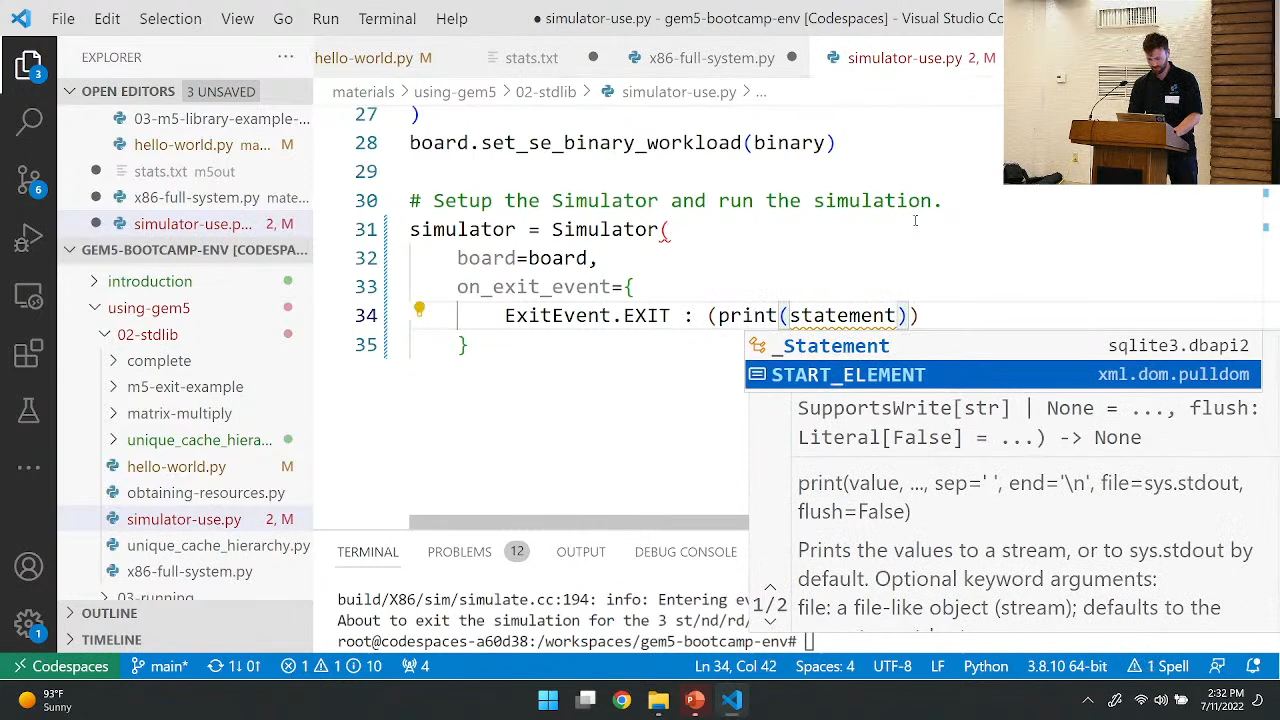 File Edit Selection View Go Run Terminal Help
● simulator-use.py - gem5-bootcamp-env [Codespaces] - Visual Studio Co
EXPLORER
OPEN EDITORS 3 UNSAVED
03-m5-library-example-...
hello-world.py ma... M
stats.txt m5out
x86-full-system.py mate...
simulator-use.p... 2, M
GEM5-BOOTCAMP-ENV [CODESPA...
introduction
using-gem5
02-stdlib
complete
m5-exit-example
matrix-multiply
unique_cache_hiera...
hello-world.py M
obtaining-resources.py
simulator-use.py 2, M
unique_cache_hierarchy.py
x86-full-system.py
03-running
OUTLINE
TIMELINE
3
6
1
hello-world.py M
stats.txt
x86-full-system.py
simulator-use.py 2, M
materials > using-gem5 > 02-stdlib > simulator-use.py > ...
27 )
28 board.set_se_binary_workload(binary)
29
30 # Setup the Simulator and run the simulation.
31 simulator = Simulator(
32 board=board,
33 on_exit_event={
34 ExitEvent.EXIT : (print(statement))
35 }
_Statement sqlite3.dbapi2
START_ELEMENT xml.dom.pulldom
SupportsWrite[str] | None = ..., flush:
Literal[False] = ...) -> None
print(value, ..., sep=' ', end='\n', file=sys.stdout,
flush=False)
Prints the values to a stream, or to sys.stdout by
default. Optional keyword arguments:
1/2 file: a file-like object (stream); defaults to the
TERMINAL PROBLEMS 12 OUTPUT DEBUG CONSOLE
build/X86/sim/simulate.cc:194: info: Entering ev
About to exit the simulation for the 3 st/nd/rd/
root@codespaces-a60d38:/workspaces/gem5-bootcamp-env#
Codespaces main* 1↓ 0↑ 1 1 10 4 Ln 34, Col 42 Spaces: 4 UTF-8 LF Python 3.8.10 64-bit 1 Spell
93°F
Sunny
2:32 PM
7/11/2022